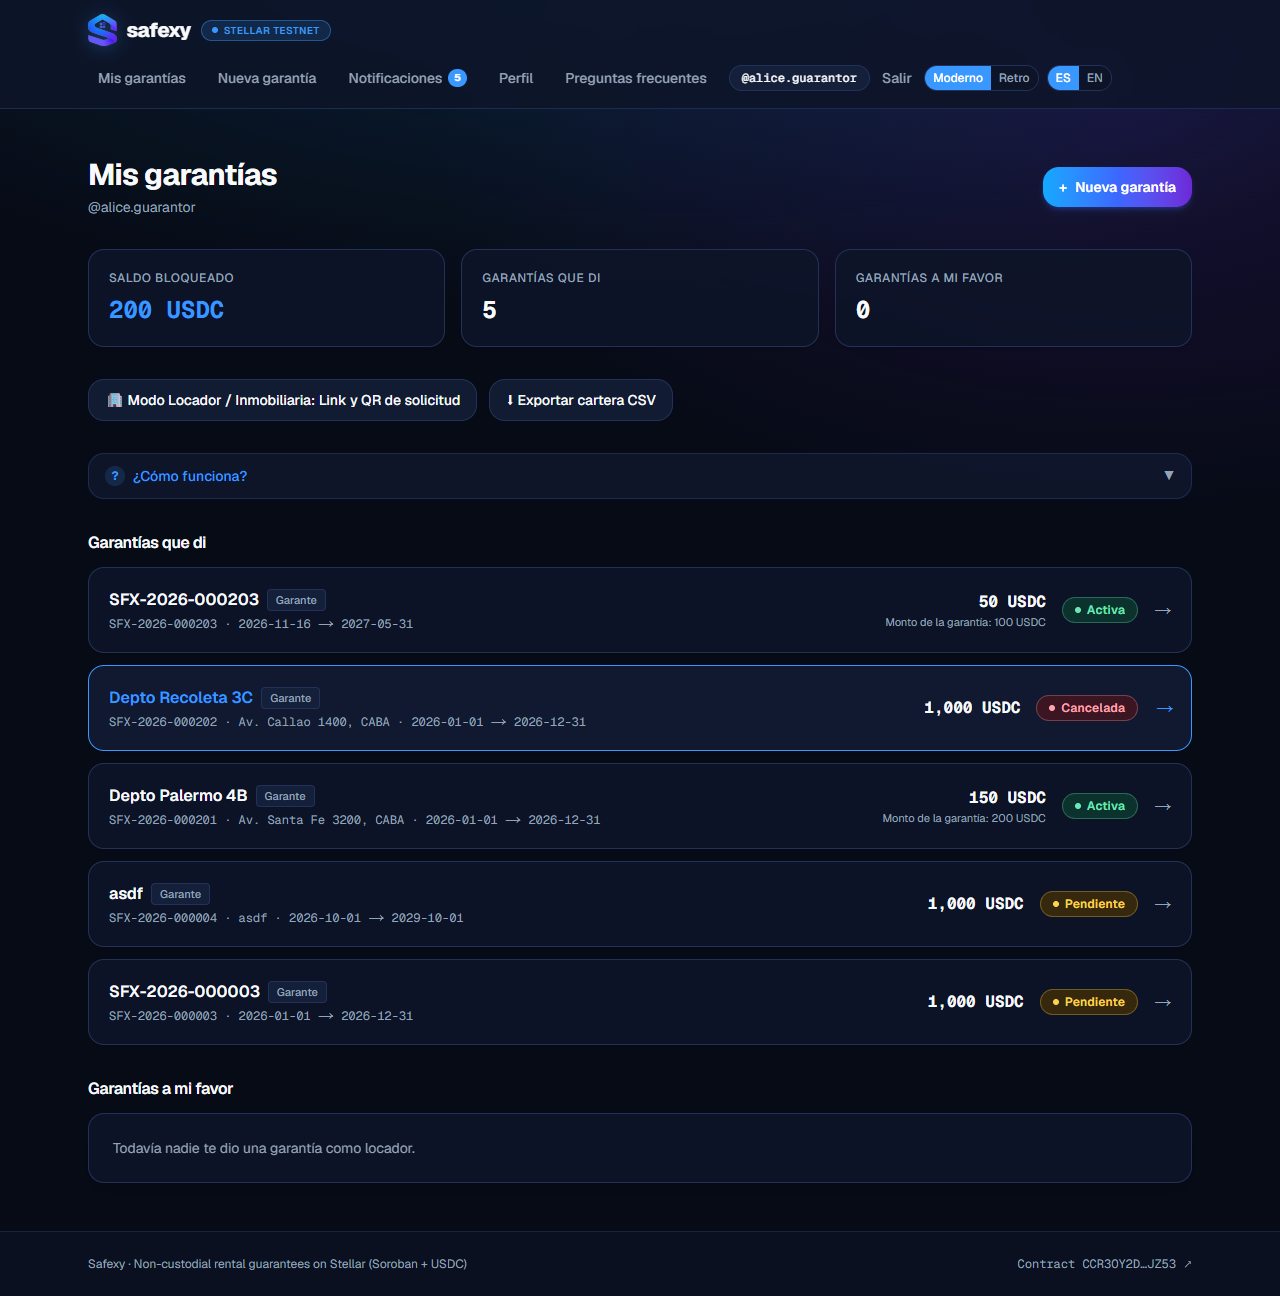 safexy
STELLAR TESTNET
Mis garantías
Nueva garantía
Notificaciones 5
Perfil
Preguntas frecuentes
@alice.guarantor
Salir
Moderno Retro
ES EN
Mis garantías
@alice.guarantor
+ Nueva garantía
SALDO BLOQUEADO
200 USDC
GARANTÍAS QUE DI
5
GARANTÍAS A MI FAVOR
0
Modo Locador / Inmobiliaria: Link y QR de solicitud
⬇ Exportar cartera CSV
? ¿Cómo funciona? ▼
Garantías que di
SFX-2026-000203 Garante
SFX-2026-000203 · 2026-11-16 → 2027-05-31
50 USDC
Monto de la garantía: 100 USDC
Activa →
Depto Recoleta 3C Garante
SFX-2026-000202 · Av. Callao 1400, CABA · 2026-01-01 → 2026-12-31
1,000 USDC
Cancelada →
Depto Palermo 4B Garante
SFX-2026-000201 · Av. Santa Fe 3200, CABA · 2026-01-01 → 2026-12-31
150 USDC
Monto de la garantía: 200 USDC
Activa →
asdf Garante
SFX-2026-000004 · asdf · 2026-10-01 → 2029-10-01
1,000 USDC
Pendiente →
SFX-2026-000003 Garante
SFX-2026-000003 · 2026-01-01 → 2026-12-31
1,000 USDC
Pendiente →
Garantías a mi favor
Todavía nadie te dio una garantía como locador.
Safexy · Non-custodial rental guarantees on Stellar (Soroban + USDC)
Contract CCR3OY2D…JZ53 ↗